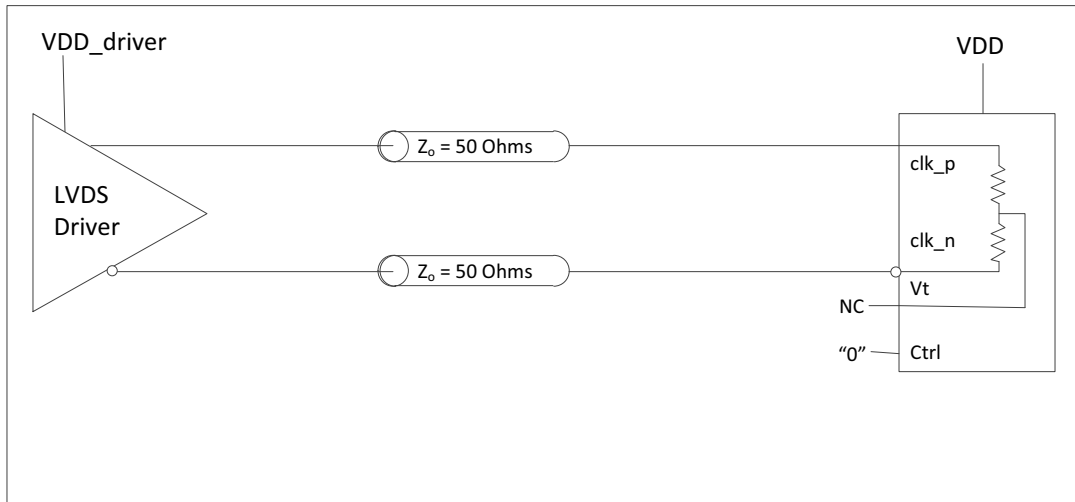 VDD_driver
VDD
LVDS
Driver
Zo = 50 Ohms
clk_p
clk_n
Zo = 50 Ohms
Vt
NC
“0”
Ctrl